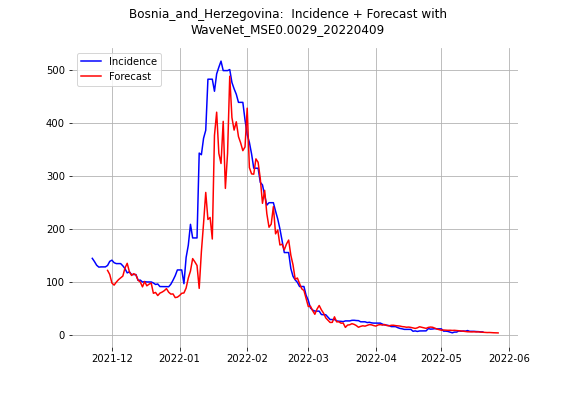 Bosnia_and_Herzegovina:  Incidence + Forecast with
WaveNet_MSE0.0029_20220409
Incidence
Forecast
500
400
300
200
100
0
2021-12 2022-01 2022-02 2022-03 2022-04 2022-05 2022-06